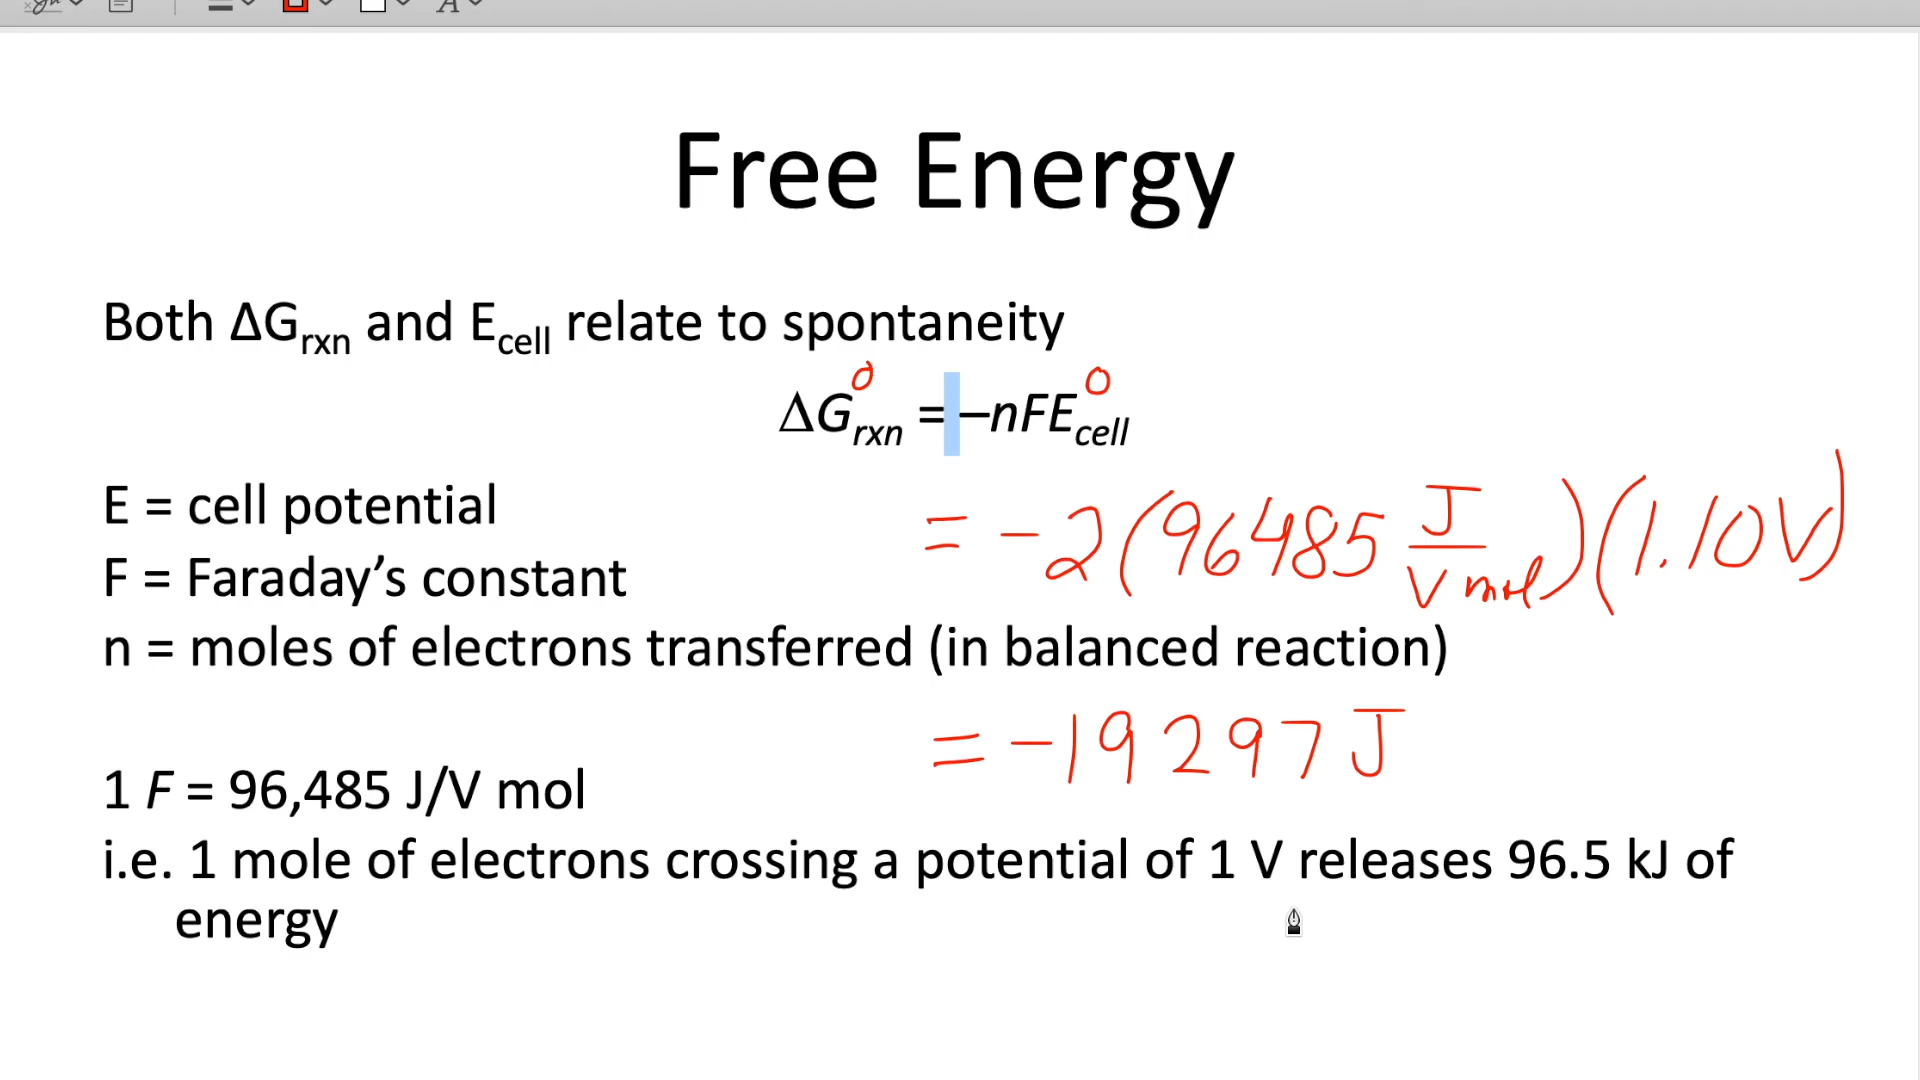 Free Energy
Both ΔGrxn and Ecell relate to spontaneity
ΔG°rxn = –nFE°cell
E = cell potential
= -2(96485 J/V mol)(1.10V)
F = Faraday’s constant
n = moles of electrons transferred (in balanced reaction)
= -19297J
1 F = 96,485 J/V mol
i.e. 1 mole of electrons crossing a potential of 1 V releases 96.5 kJ of
energy